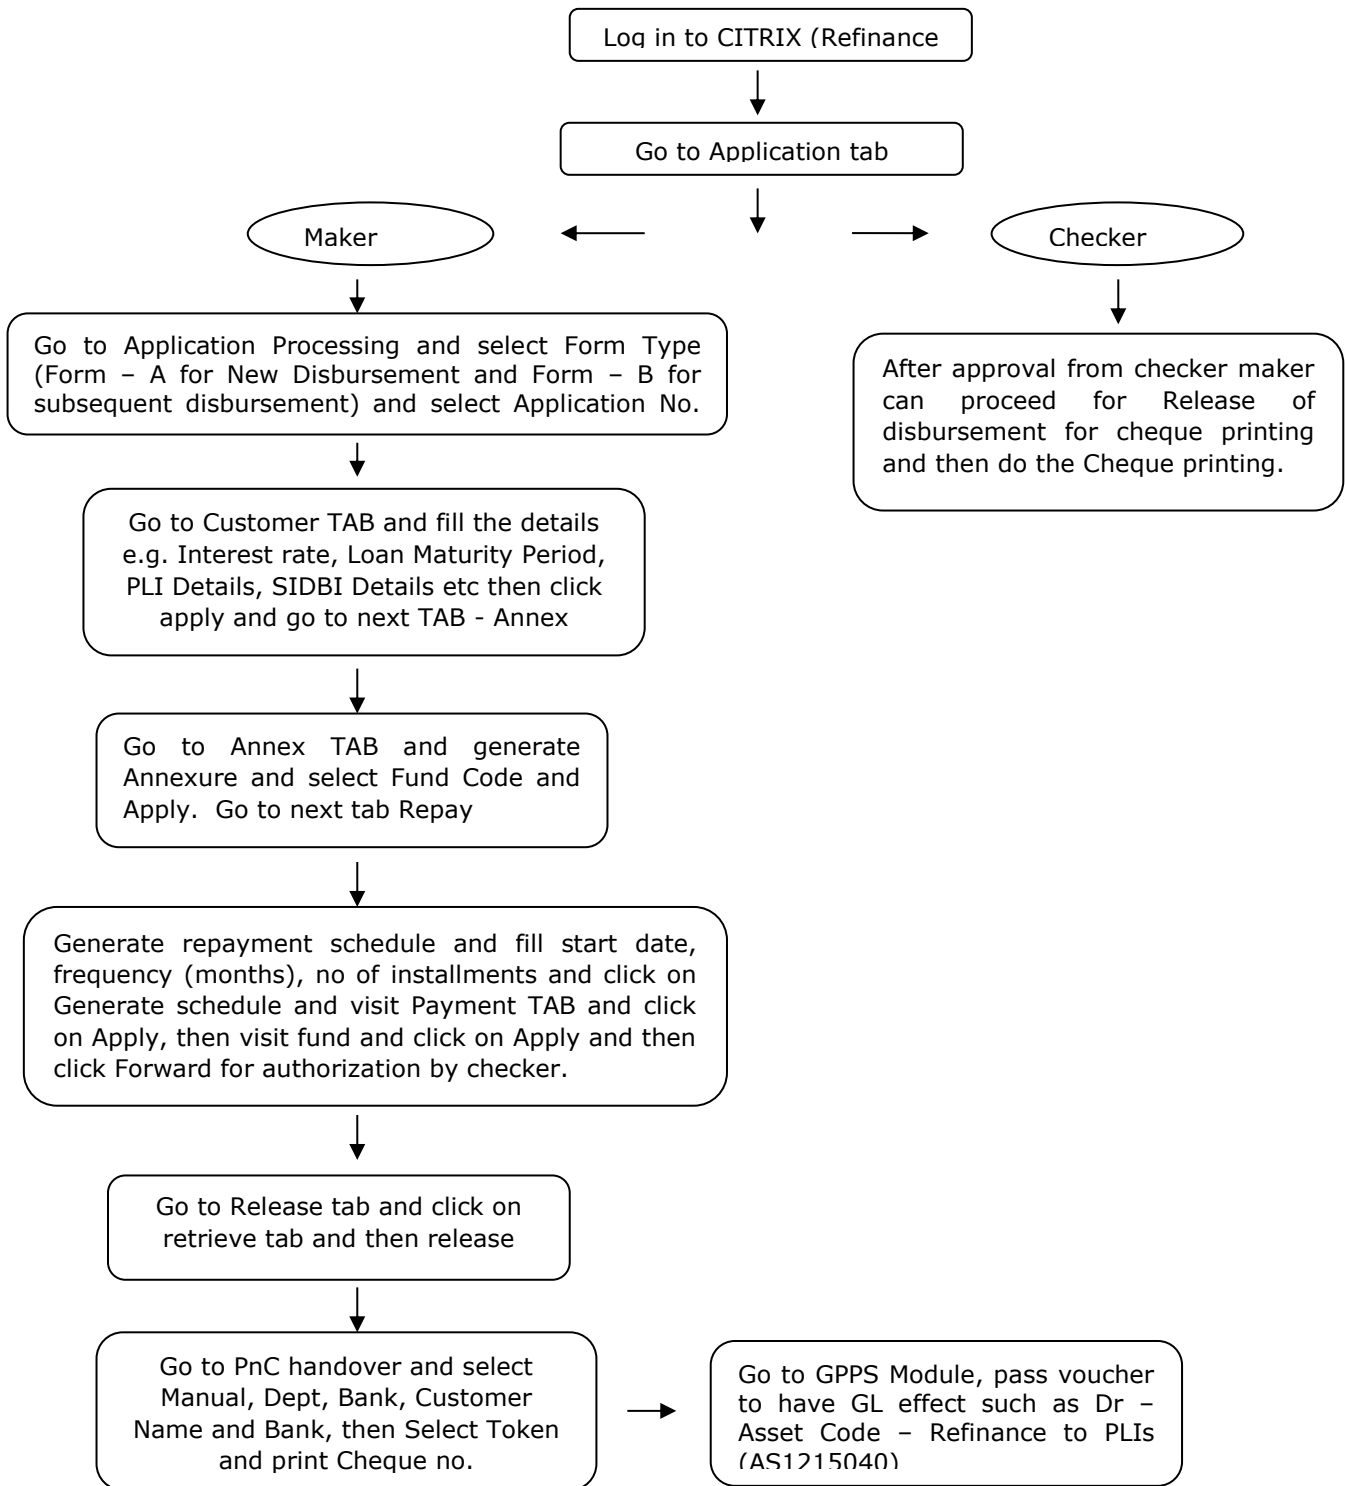 Log in to CITRIX (Refinance
Go to Application tab
Maker
Checker
Go to Application Processing and select Form Type
(Form – A for New Disbursement and Form – B for
subsequent disbursement) and select Application No.
After approval from checker maker
can proceed for Release of
disbursement for cheque printing
and then do the Cheque printing.
Go to Customer TAB and fill the details
e.g. Interest rate, Loan Maturity Period,
PLI Details, SIDBI Details etc then click
apply and go to next TAB - Annex
Go to Annex TAB and generate
Annexure and select Fund Code and
Apply. Go to next tab Repay
Generate repayment schedule and fill start date,
frequency (months), no of installments and click on
Generate schedule and visit Payment TAB and click
on Apply, then visit fund and click on Apply and then
click Forward for authorization by checker.
Go to Release tab and click on
retrieve tab and then release
Go to PnC handover and select
Manual, Dept, Bank, Customer
Name and Bank, then Select Token
and print Cheque no.
Go to GPPS Module, pass voucher
to have GL effect such as Dr –
Asset Code – Refinance to PLIs
(AS1215040)